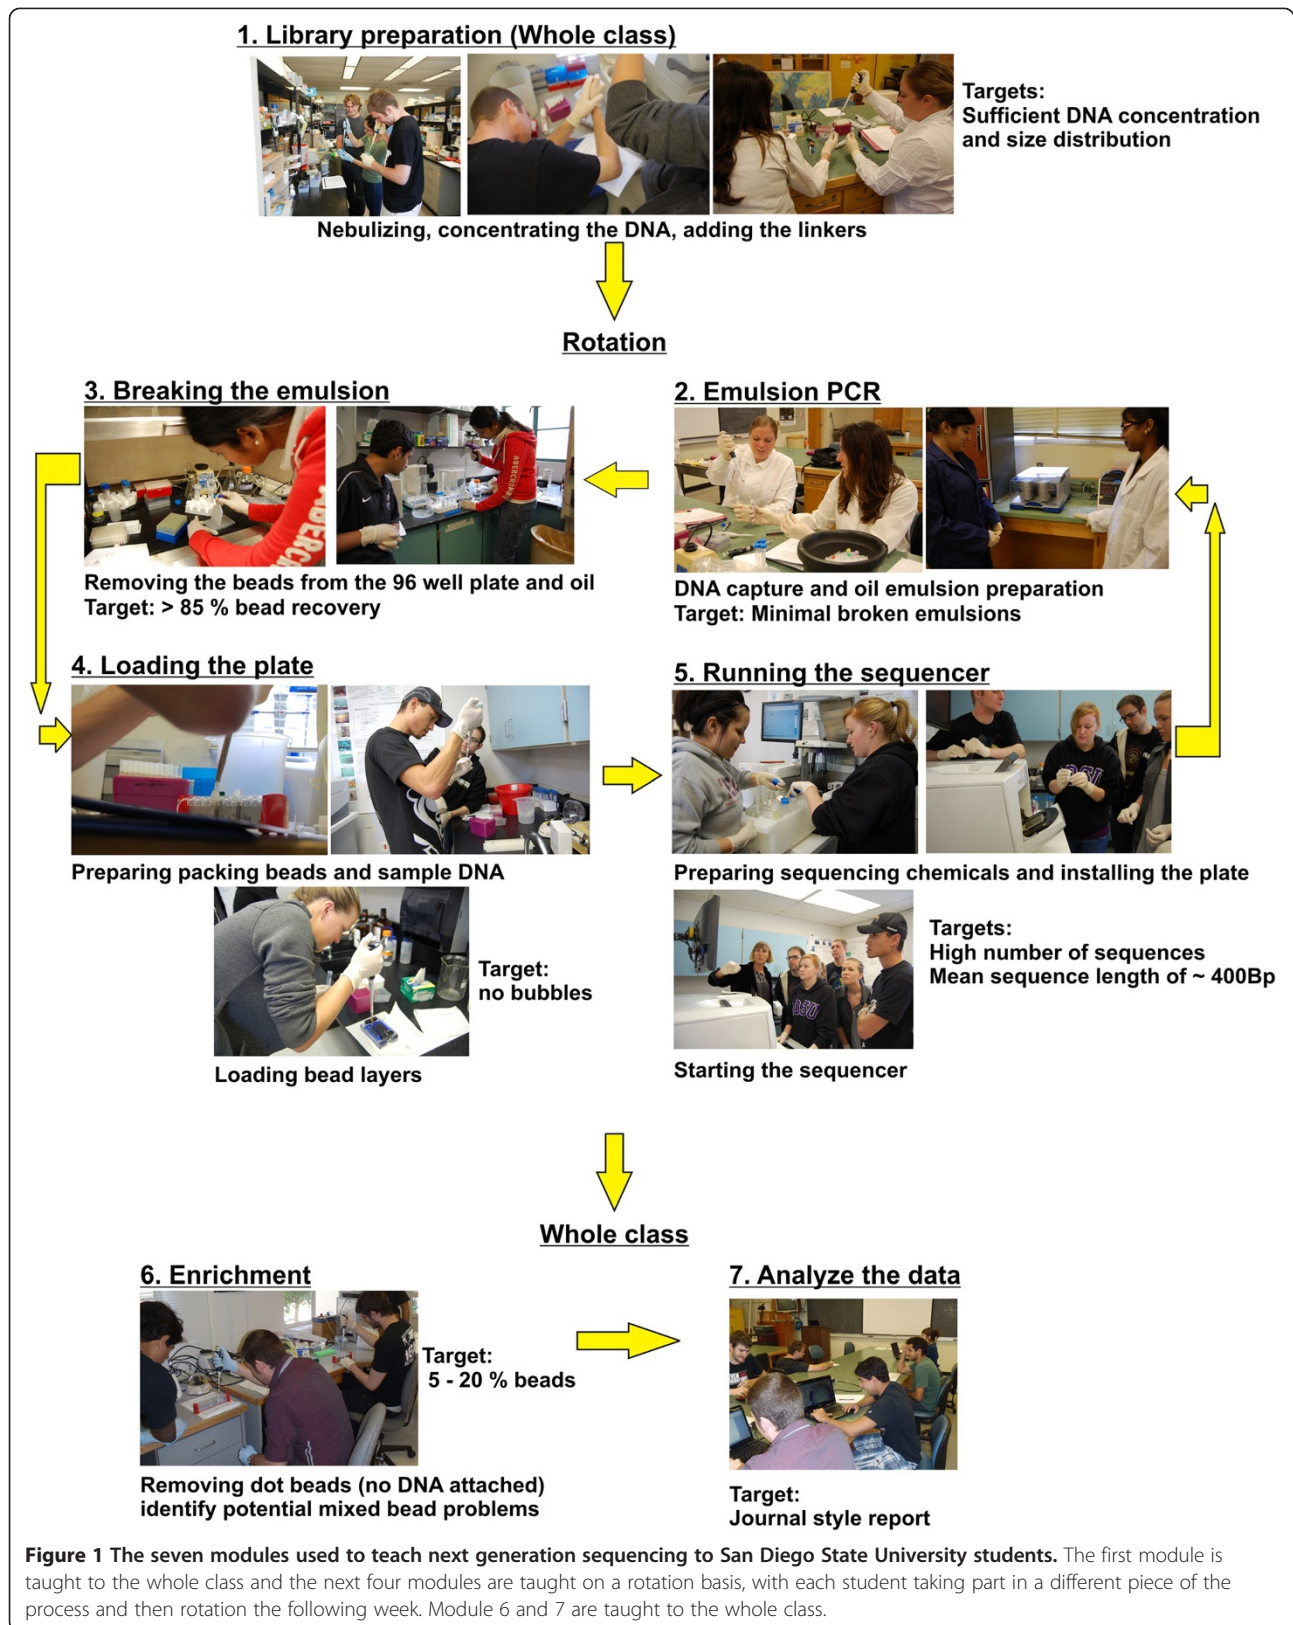 1. Library preparation (Whole class)
Targets:
Sufficient DNA concentration
and size distribution
Nebulizing, concentrating the DNA, adding the linkers
Rotation
3. Breaking the emulsion
Removing the beads from the 96 well plate and oil
Target: > 85 % bead recovery
2. Emulsion PCR
DNA capture and oil emulsion preparation
Target: Minimal broken emulsions
4. Loading the plate
Preparing packing beads and sample DNA
Target:
no bubbles
Loading bead layers
5. Running the sequencer
Preparing sequencing chemicals and installing the plate
Targets:
High number of sequences
Mean sequence length of ~ 400Bp
Starting the sequencer
Whole class
6. Enrichment
Target:
5 - 20 % beads
Removing dot beads (no DNA attached)
identify potential mixed bead problems
7. Analyze the data
Target:
Journal style report
Figure 1 The seven modules used to teach next generation sequencing to San Diego State University students. The first module is
taught to the whole class and the next four modules are taught on a rotation basis, with each student taking part in a different piece of the
process and then rotation the following week. Module 6 and 7 are taught to the whole class.